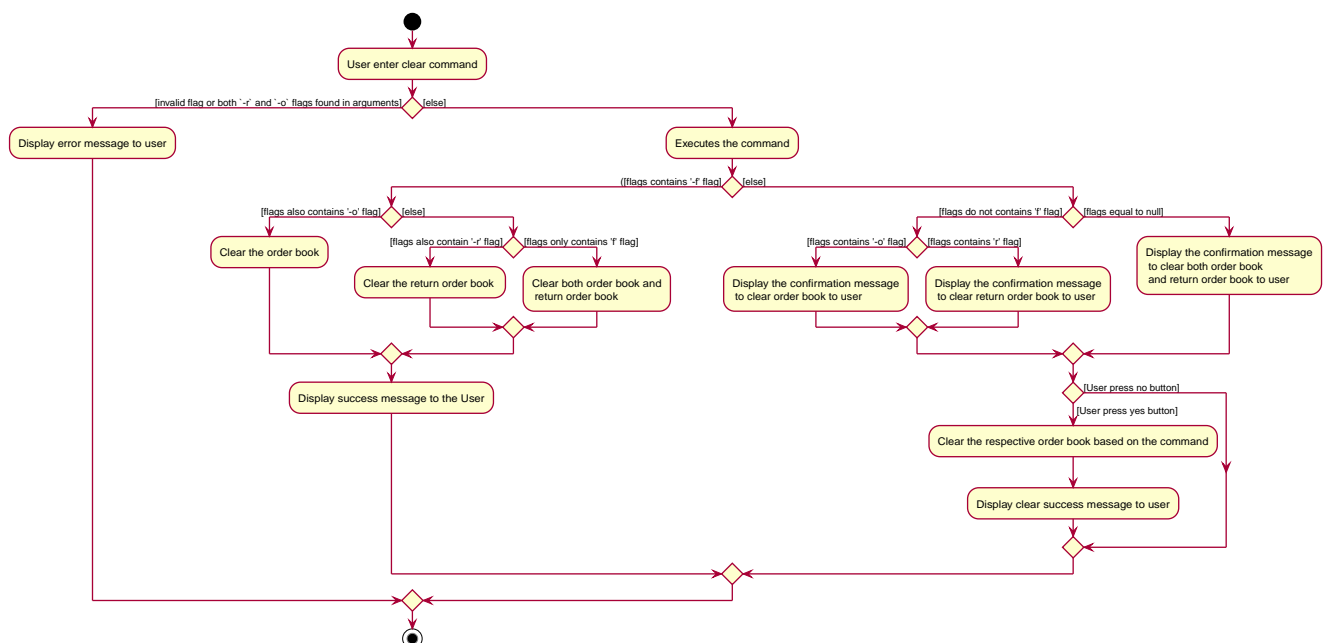 User enter clear command
[invalid flag or both `-r` and `-o` flags found in arguments]
[else]
Display error message to user
Executes the command
([flags contains '-f' flag]
[else]
[flags also contains '-o' flag]
[else]
[flags do not contains 'f' flag]
[flags equal to null]
Clear the order book
[flags also contain '-r' flag]
[flags only contains 'f' flag]
[flags contains '-o' flag]
[flags contains 'r' flag]
Display the confirmation message
to clear both order book
and return order book to user
Clear the return order book
Clear both order book and
return order book
Display the confirmation message
to clear order book to user
Display the confirmation message
to clear return order book to user
Display success message to the User
[User press no button]
[User press yes button]
Clear the respective order book based on the command
Display clear success message to user